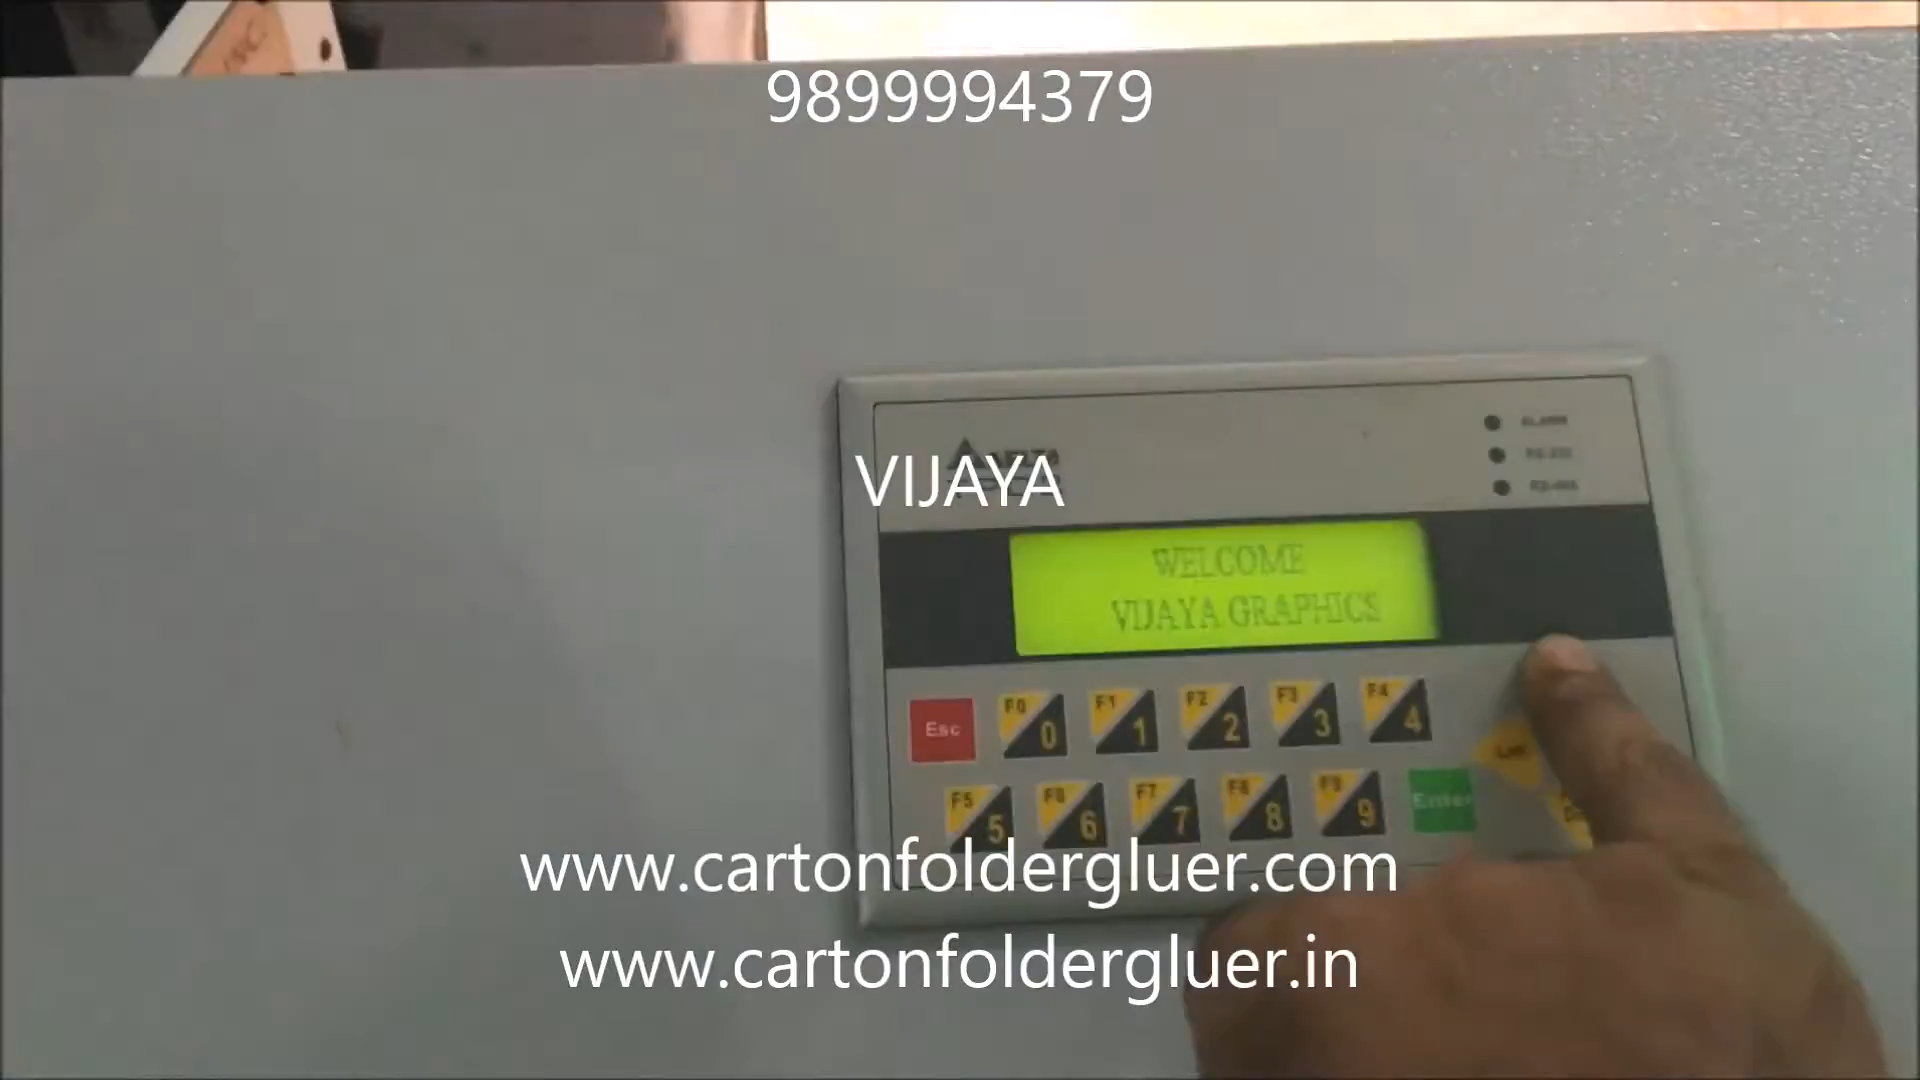 9899994379
DELTA
VIJAYA
WELCOME
VIJAYA GRAPHICS
Esc
F0 0
F1 1
F2 2
F3 3
F4 4
F5 5
F6 6
F7 7
F8 8
F9 9
Enter
www.cartonfoldergluer.com
www.cartonfoldergluer.in